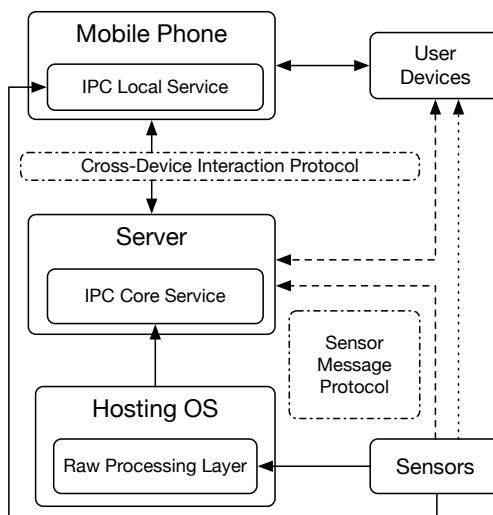 Mobile Phone
IPC Local Service
User
Devices
Cross-Device Interaction Protocol
Server
IPC Core Service
Sensor
Message
Protocol
Hosting OS
Raw Processing Layer
Sensors